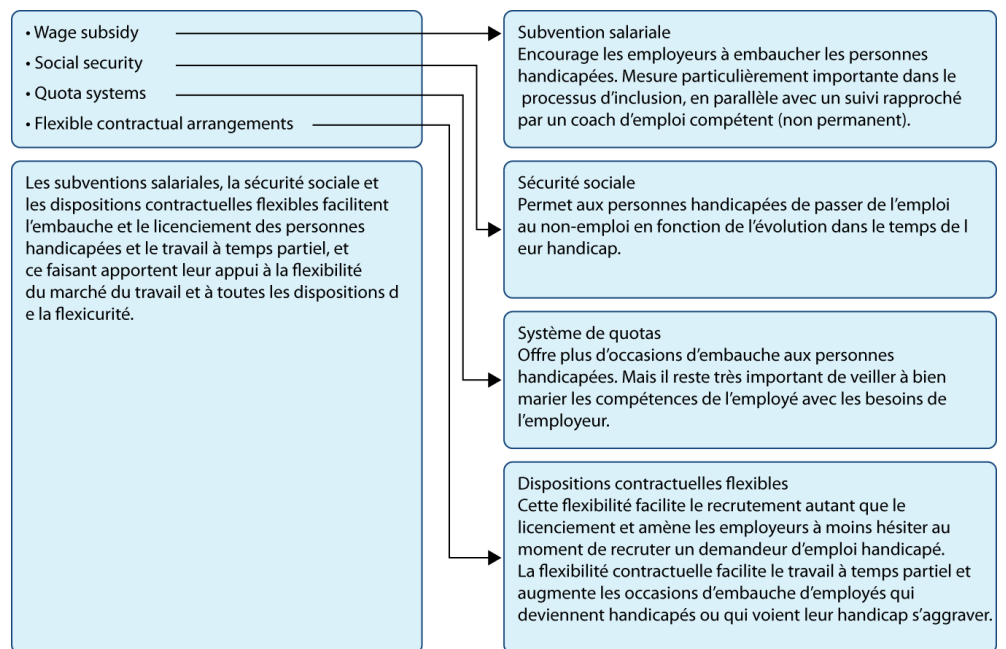 • Wage subsidy
• Social security
• Quota systems
• Flexible contractual arrangements
Les subventions salariales, la sécurité sociale et
les dispositions contractuelles flexibles facilitent
l’embauche et le licenciement des personnes
handicapées et le travail à temps partiel, et
ce faisant apportent leur appui à la flexibilité
du marché du travail et à toutes les dispositions d
e la flexicurité.
Subvention salariale
Encourage les employeurs à embaucher les personnes
handicapées. Mesure particulièrement importante dans le
processus d’inclusion, en parallèle avec un suivi rapproché
par un coach d’emploi compétent (non permanent).
Sécurité sociale
Permet aux personnes handicapées de passer de l’emploi
au non-emploi en fonction de l’évolution dans le temps de l
eur handicap.
Système de quotas
Offre plus d’occasions d’embauche aux personnes
handicapées. Mais il reste très important de veiller à bien
marier les compétences de l’employé avec les besoins de
l’employeur.
Dispositions contractuelles flexibles
Cette flexibilité facilite le recrutement autant que le
licenciement et amène les employeurs à moins hésiter au
moment de recruter un demandeur d’emploi handicapé.
La flexibilité contractuelle facilite le travail à temps partiel et
augmente les occasions d’embauche d’employés qui
deviennent handicapés ou qui voient leur handicap s’aggraver.